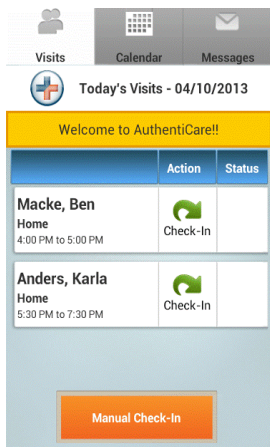 Visits Calendar Messages
Today's Visits - 04/10/2013
Welcome to AuthentiCare!!
Action Status
Macke, Ben
Home
4:00 PM to 5:00 PM
Check-In
Anders, Karla
Home
5:30 PM to 7:30 PM
Check-In
Manual Check-In